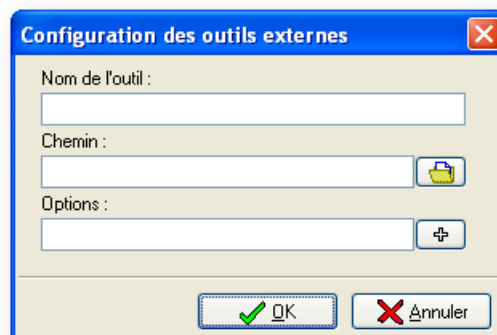 Configuration des outils externes
Nom de l'outil :
Chemin :
Options :
OK
Annuler